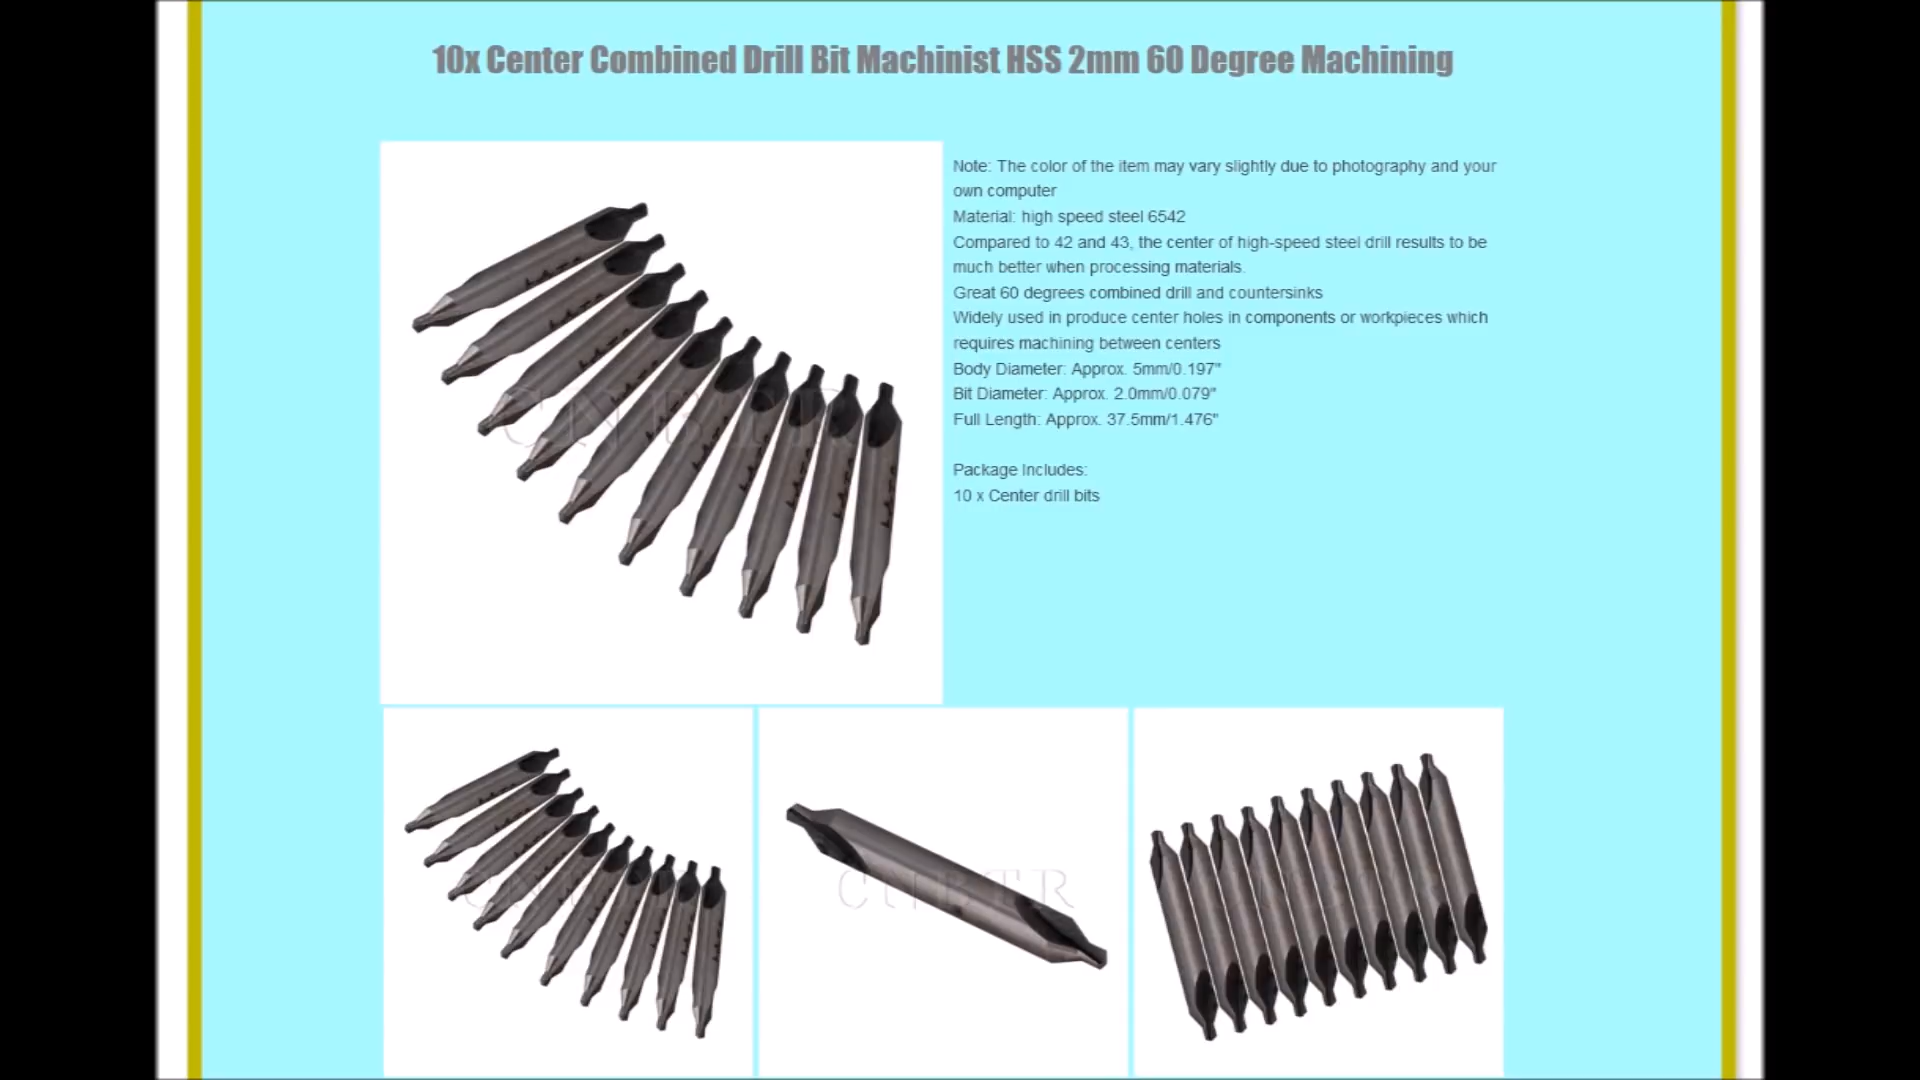 10x Center Combined Drill Bit Machinist HSS 2mm 60 Degree Machining
Note: The color of the item may vary slightly due to photography and your
own computer
Material: high speed steel 6542
Compared to 42 and 43, the center of high-speed steel drill results to be
much better when processing materials.
Great 60 degrees combined drill and countersinks
Widely used in produce center holes in components or workpieces which
requires machining between centers
Body Diameter: Approx. 5mm/0.197"
Bit Diameter: Approx. 2.0mm/0.079"
Full Length: Approx. 37.5mm/1.476"
Package Includes:
10 x Center drill bits
CNBTR